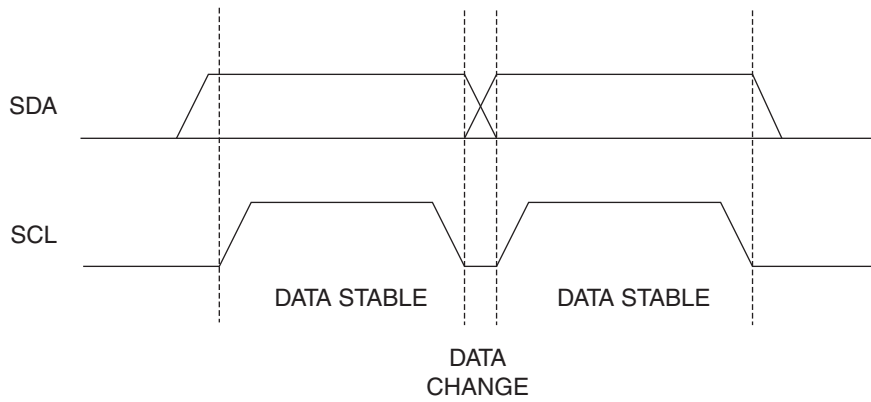 SDA
SCL
DATA STABLE
DATA STABLE
DATA
CHANGE